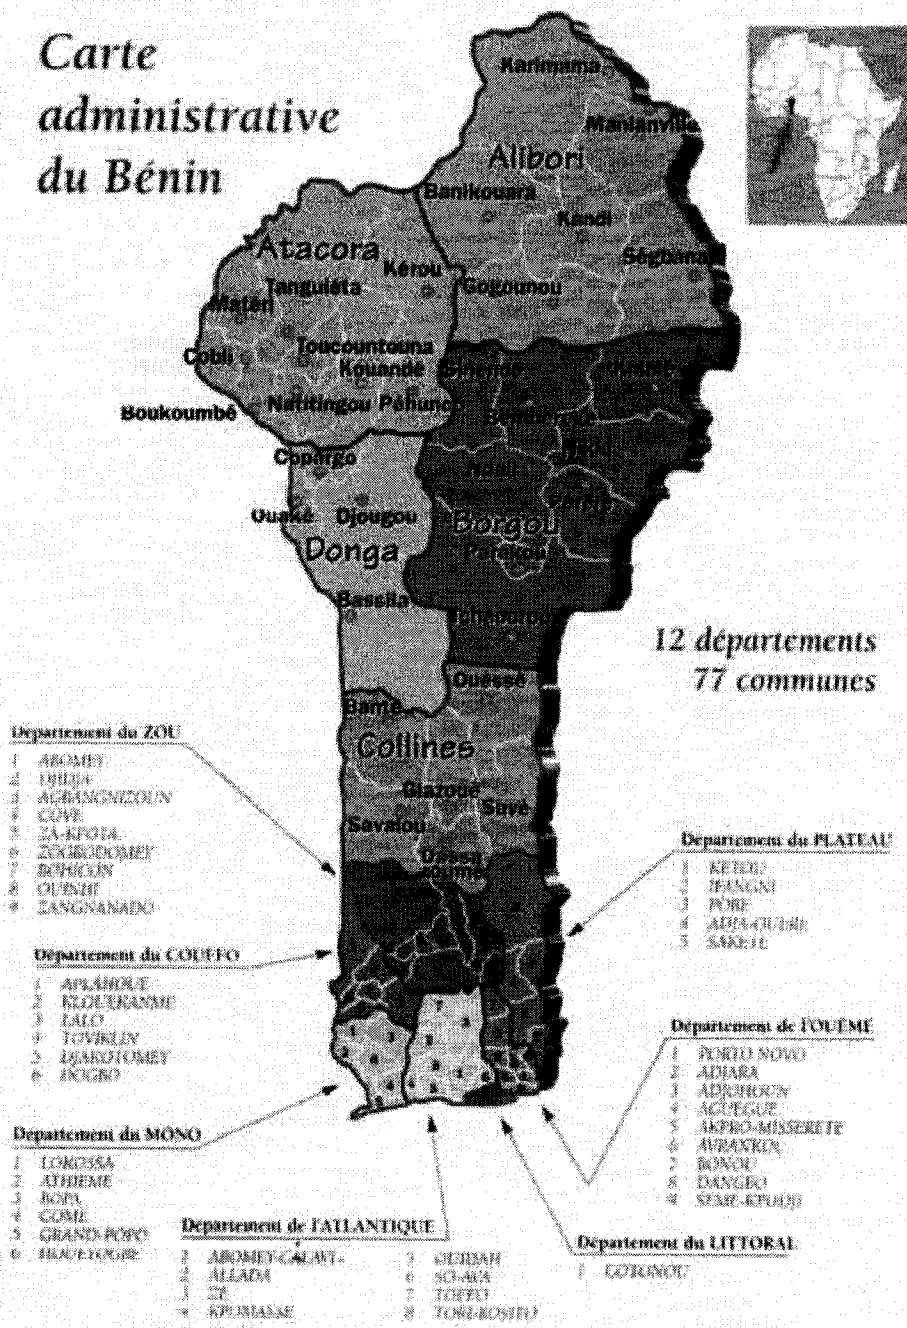 Carte
administrative
du Bénin
Karimama
Manlanville
Alibori
Banikouara
Kandi
Ségbana
Gogounou
Atacora
Kérou
Tanguiéta
Matéri
Cobli
Toucountouna
Kouandé
Boukoumbé
Natitingou
Péhunco
Copargo
Ouaké
Djougou
Donga
Borgou
Parakou
Bassila
Tchaourou
12 départements
77 communes
Ouéssé
Bantè
Collines
Glazoué
Savè
Savalou
Dassa
zoumé
Département du ZOU
1 ABOMEY
2 DJIDJA
3 AGBANGNIZOUN
4 COVE
5 ZA-KPOTA
6 ZOGBODOMEY
7 BOHICON
8 OUINHI
9 ZANGNANADO
Département du PLATEAU
1 KETOU
2 IFANGNI
3 POBE
4 ADJA-OUERE
5 SAKETE
Département du COUFFO
1 APLAHOUE
2 KLOUEKANME
3 LALO
4 TOVIKLIN
5 DJAKOTOMEY
6 DOGBO
Département de l'OUÉMÉ
1 PORTO NOVO
2 ADJARA
3 ADJOHOUN
4 AGUEGUE
5 AKPRO-MISSERETE
6 AVRANKOU
7 BONOU
8 DANGBO
9 SEME-KPODJI
Département du MONO
1 LOKOSSA
2 ATHIEME
3 BOPA
4 COME
5 GRAND-POPO
6 HOUEYOGBE
Département de l'ATLANTIQUE
1 ABOMEY-CALAVI
2 ALLADA
3 ZE
4 KPOMASSE
5 OUIDAH
6 SO-AVA
7 TOFFO
8 TORI-BOSSITO
Département du LITTORAL
1 COTONOU